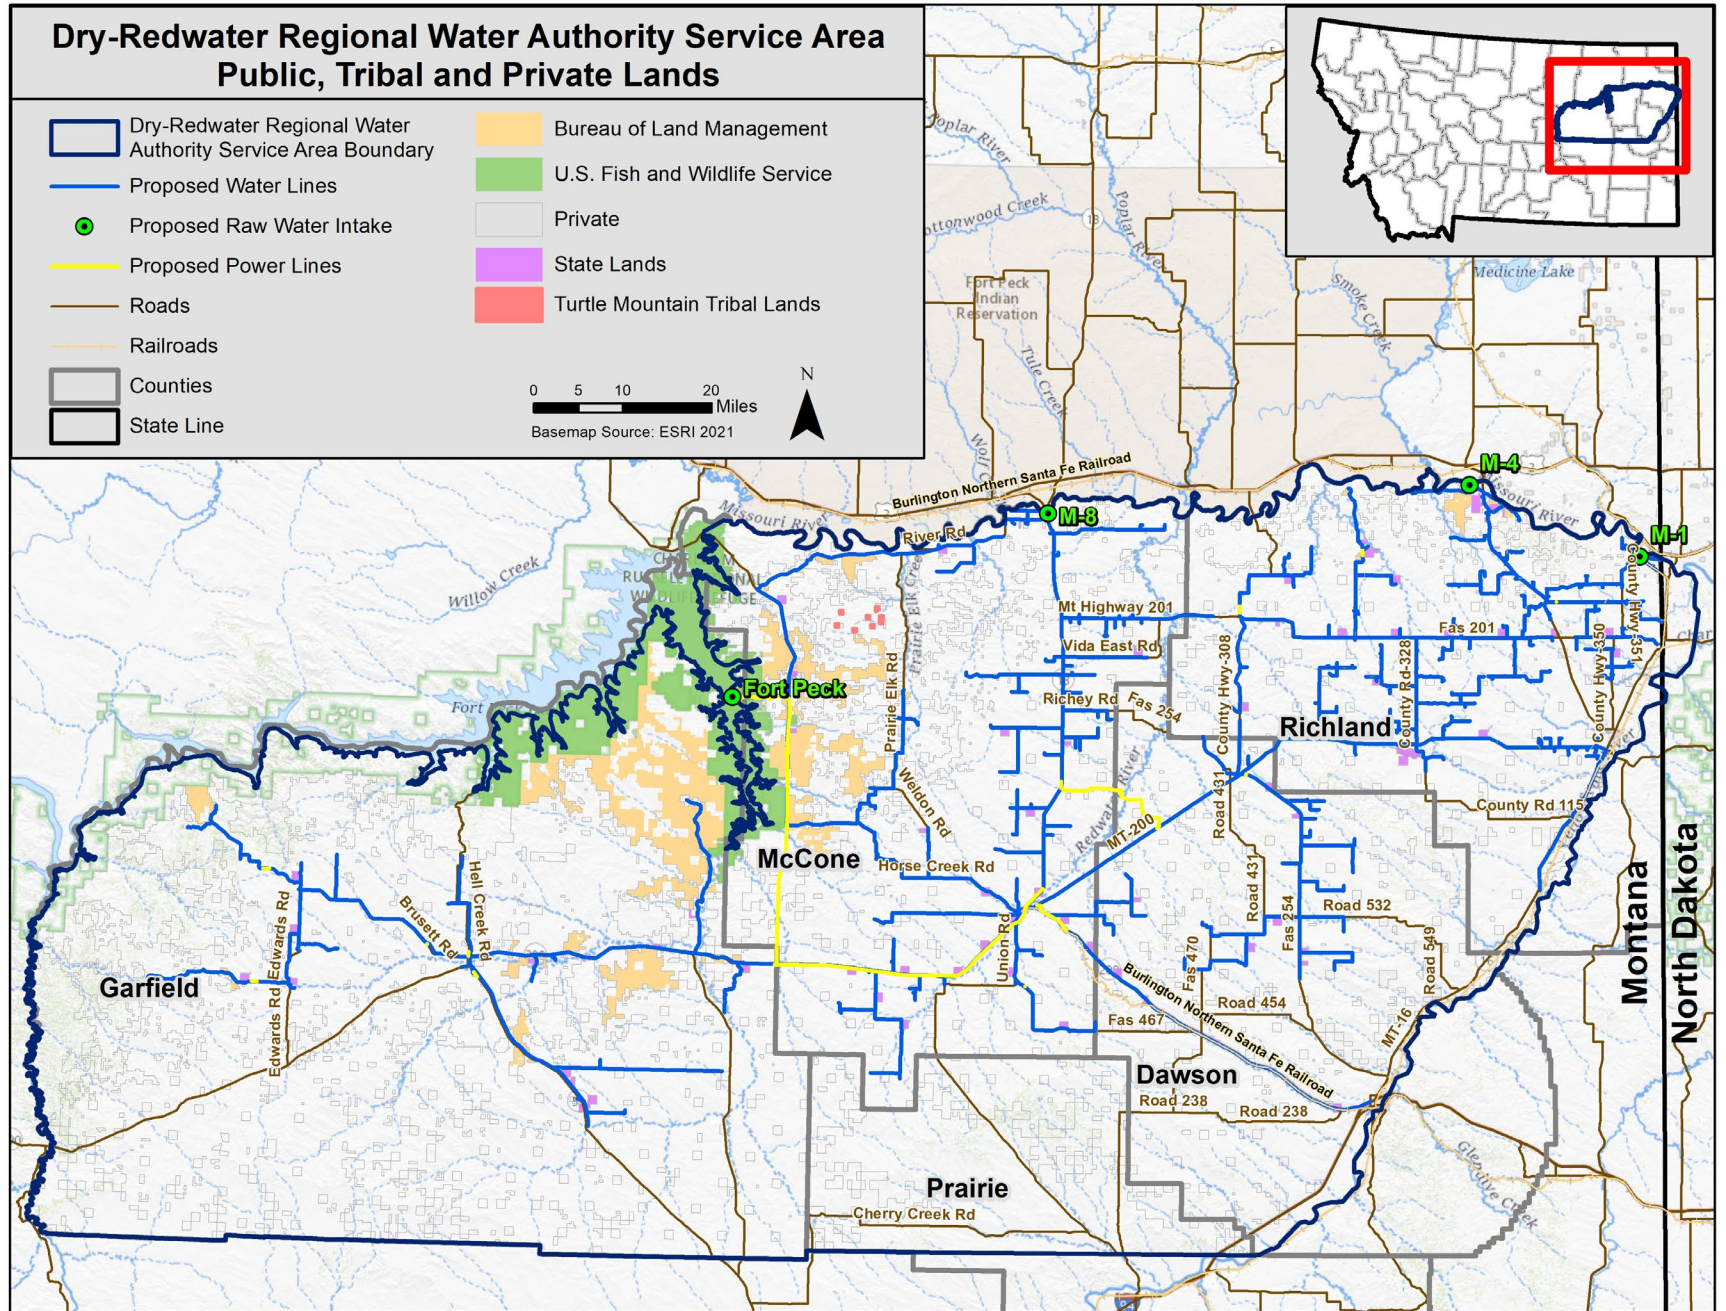 Dry-Redwater Regional Water Authority Service Area
Public, Tribal and Private Lands
Dry-Redwater Regional Water
Authority Service Area Boundary
Proposed Water Lines
Proposed Raw Water Intake
Proposed Power Lines
Roads
Railroads
Counties
State Line
Bureau of Land Management
U.S. Fish and Wildlife Service
Private
State Lands
Turtle Mountain Tribal Lands
0 5 10 20
Miles
Basemap Source: ESRI 2021
N
Poplar River
ottonwood Creek
Poplar River
13
5
Fort Peck
Indian
Reservation
Tule Creek
Smoke Creek
Medicine Lake
Wolf C
Burlington Northern Santa Fe Railroad
M-4
Missouri River
M-8
M-1
issouri River
River Rd
Willow Creek
Prairie Elk Creek
Mt Highway 201
Vida East Rd
Fas 201
County Hwy-351
County Hwy-350
County Rd-328
County Hwy-308
Prairie Elk Rd
Fort Peck
Fort
Richey Rd
Fas 254
Richland
Weldon Rd
Redwa River
MT-200
Road 431
County Rd 115
McCone
Horse Creek Rd
Road 431
Fas 254
Road 532
Road 549
Fas 470
Hell Creek Rd
Brusett Rd
Edwards Rd
Edwards Rd
Garfield
Union Rd
Burlington Northern Santa Fe Railroad
Road 454
Fas 467
MT-16
Montana
North Dakota
Dawson
Road 238
Road 238
Prairie
Cherry Creek Rd
Glendive Creek